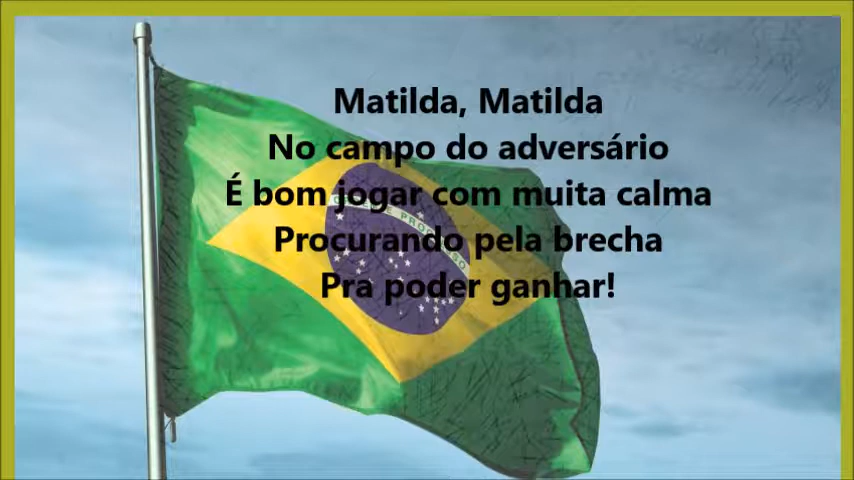 Matilda, Matilda
No campo do adversário
É bom jogar com muita calma
Procurando pela brecha
Pra poder ganhar!